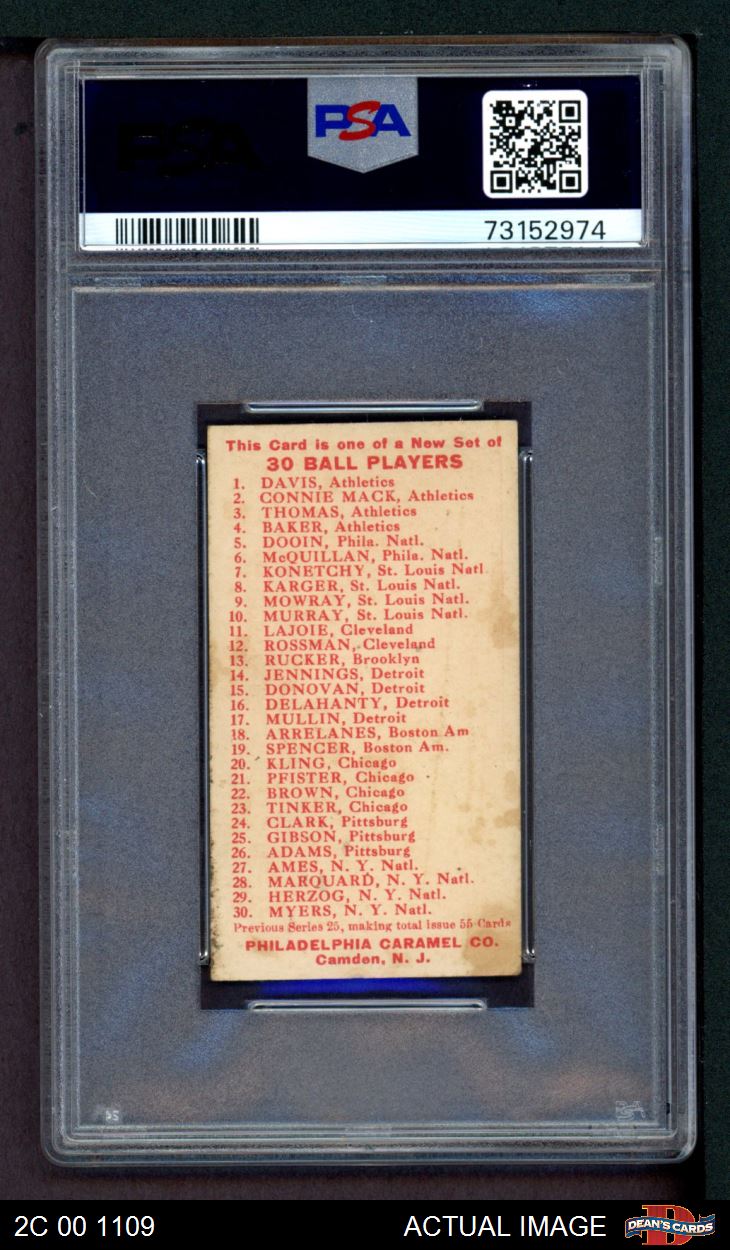 PSA
PSA
73152974
This Card is one of a New Set of
30 BALL PLAYERS
1. DAVIS, Athletics
2. CONNIE MACK, Athletics
3. THOMAS, Athletics
4. BAKER, Athletics
5. DOOIN, Phila. Natl.
6. McQUILLAN, Phila. Natl.
7. KONETCHY, St. Louis Natl
8. KARGER, St. Louis Natl.
9. MOWRAY, St. Louis Natl.
10. MURRAY, St. Louis Natl.
11. LAJOIE, Cleveland
12. ROSSMAN, Cleveland
13. RUCKER, Brooklyn
14. JENNINGS, Detroit
15. DONOVAN, Detroit
16. DELAHANTY, Detroit
17. MULLIN, Detroit
18. ARRELANES, Boston Am
19. SPENCER, Boston Am.
20. KLING, Chicago
21. PFISTER, Chicago
22. BROWN, Chicago
23. TINKER, Chicago
24. CLARK, Pittsburg
25. GIBSON, Pittsburg
26. ADAMS, Pittsburg
27. AMES, N. Y. Natl.
28. MARQUARD, N. Y. Natl.
29. HERZOG, N. Y. Natl.
30. MYERS, N. Y. Natl.
Previous Series 25, making total issue 55 Cards
PHILADELPHIA CARAMEL CO.
Camden, N. J.
PSA
2C 00 1109
ACTUAL IMAGE
DEAN'S CARDS